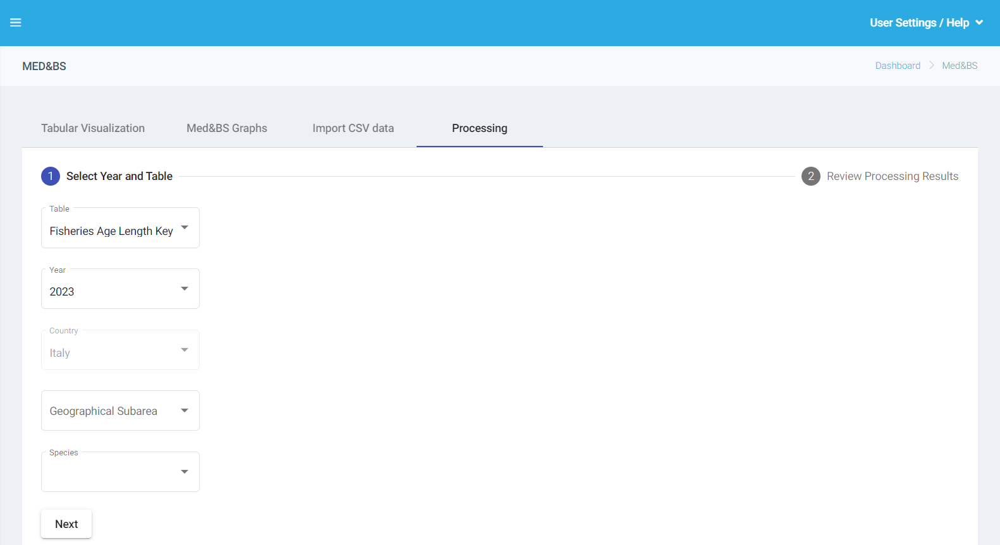 User Settings / Help
MED&BS
Dashboard
Med&BS
Tabular Visualization
Med&BS Graphs
Import CSV data
Processing
1 Select Year and Table
2 Review Processing Results
Table
Fisheries Age Length Key
Year
2023
Country
Italy
Geographical Subarea
Species
Next